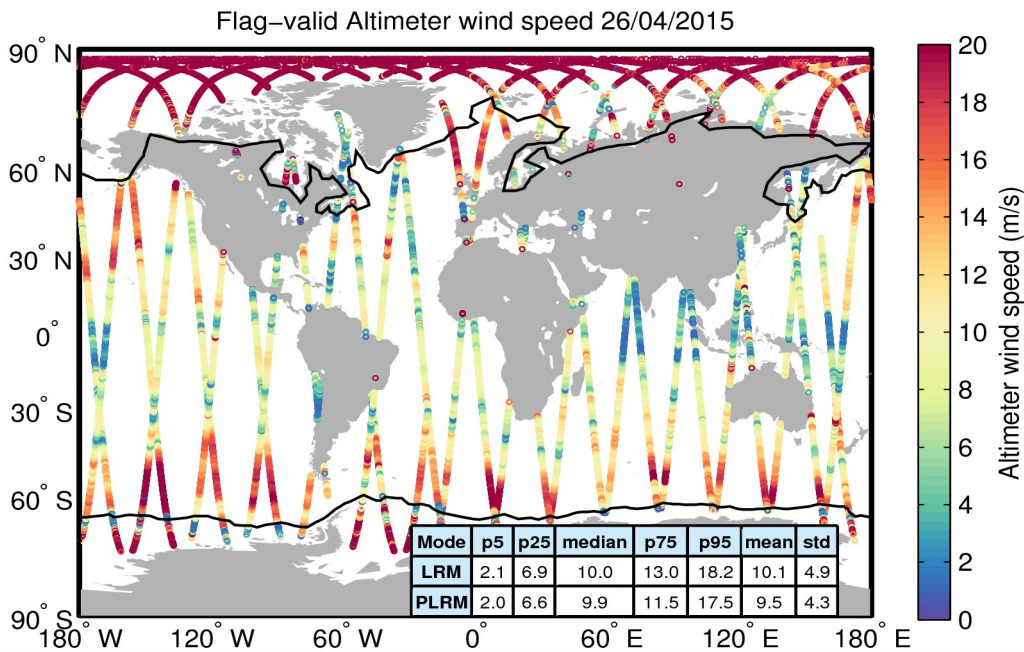 Flag−valid Altimeter wind speed 26/04/2015
90° N
60° N
30° N
0°
30° S
60° S
90° S
180° W
120° W
60° W
0°
60° E
120° E
180° E
Mode p5 p25 median p75 p95 mean std
LRM 2.1 6.9 10.0 13.0 18.2 10.1 4.9
PLRM 2.0 6.6 9.9 11.5 17.5 9.5 4.3
20
18
16
14
12
10
8
6
4
2
0
Altimeter wind speed (m/s)